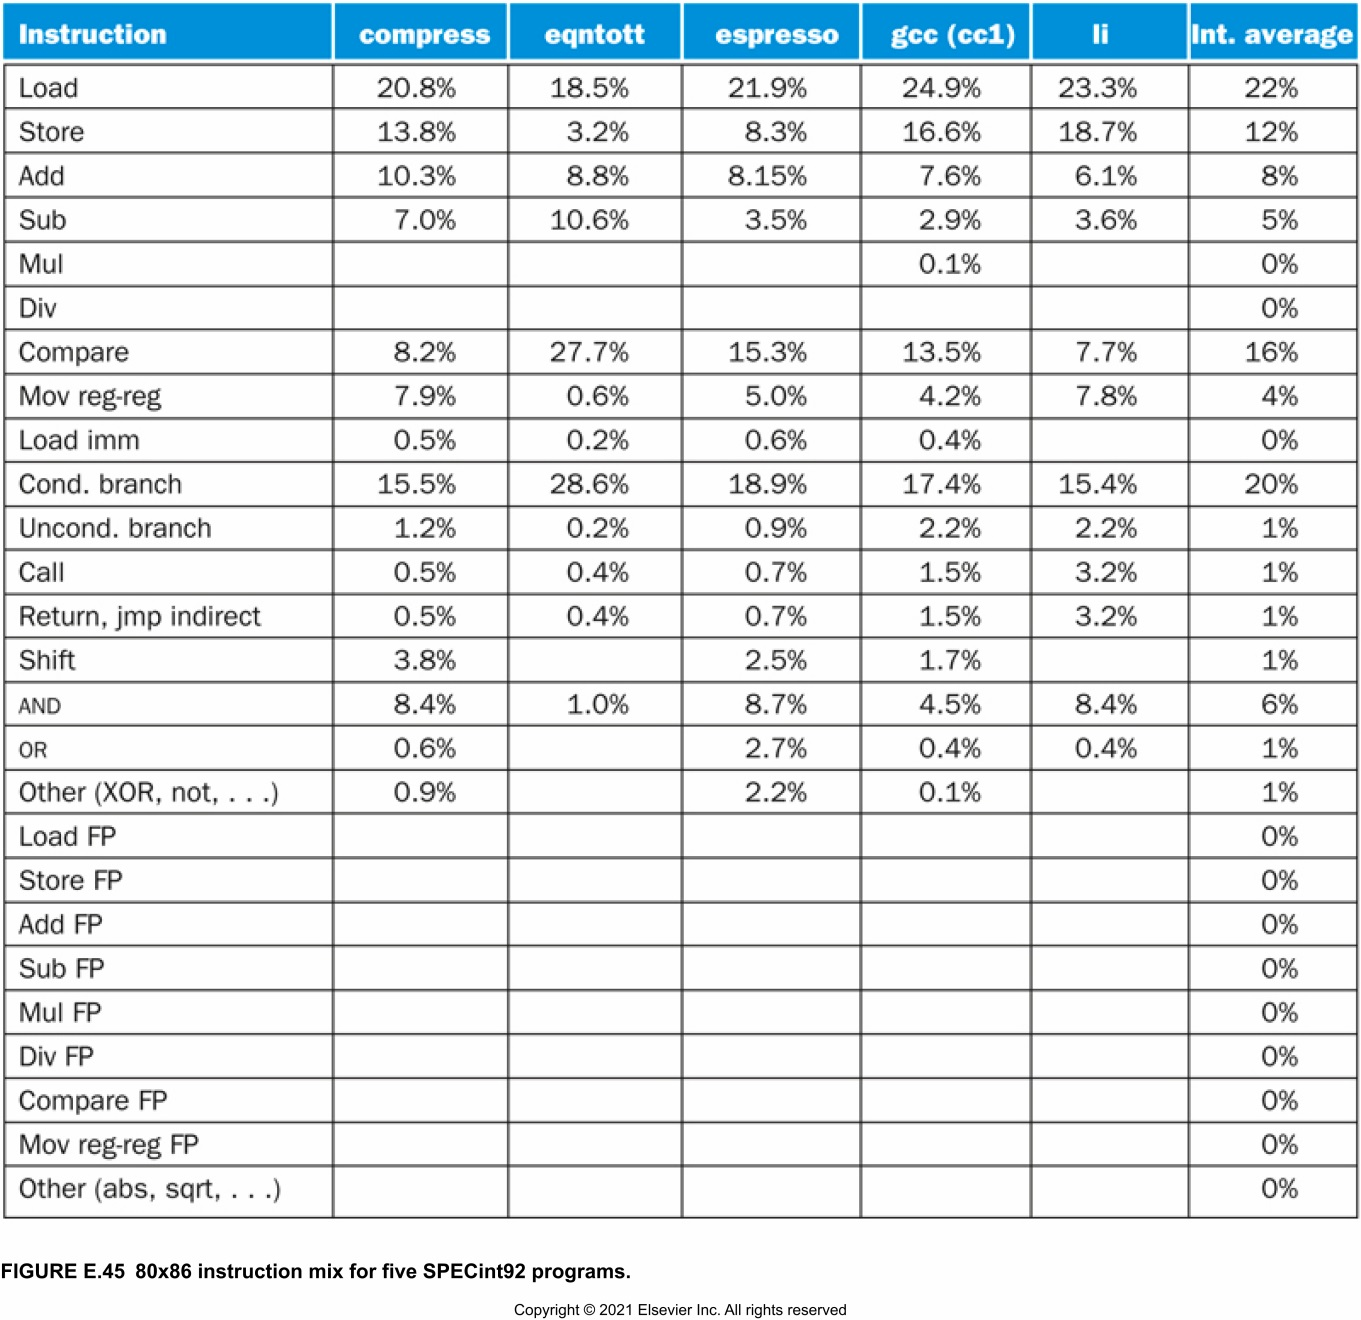 Instruction compress eqntott espresso gcc (cc1) li Int. average
Load 20.8% 18.5% 21.9% 24.9% 23.3% 22%
Store 13.8% 3.2% 8.3% 16.6% 18.7% 12%
Add 10.3% 8.8% 8.15% 7.6% 6.1% 8%
Sub 7.0% 10.6% 3.5% 2.9% 3.6% 5%
Mul 0.1% 0%
Div 0%
Compare 8.2% 27.7% 15.3% 13.5% 7.7% 16%
Mov reg-reg 7.9% 0.6% 5.0% 4.2% 7.8% 4%
Load imm 0.5% 0.2% 0.6% 0.4% 0%
Cond. branch 15.5% 28.6% 18.9% 17.4% 15.4% 20%
Uncond. branch 1.2% 0.2% 0.9% 2.2% 2.2% 1%
Call 0.5% 0.4% 0.7% 1.5% 3.2% 1%
Return, jmp indirect 0.5% 0.4% 0.7% 1.5% 3.2% 1%
Shift 3.8% 2.5% 1.7% 1%
AND 8.4% 1.0% 8.7% 4.5% 8.4% 6%
OR 0.6% 2.7% 0.4% 0.4% 1%
Other (XOR, not, . . .) 0.9% 2.2% 0.1% 1%
Load FP 0%
Store FP 0%
Add FP 0%
Sub FP 0%
Mul FP 0%
Div FP 0%
Compare FP 0%
Mov reg-reg FP 0%
Other (abs, sqrt, . . .) 0%
FIGURE E.45 80x86 instruction mix for five SPECint92 programs.
Copyright © 2021 Elsevier Inc. All rights reserved